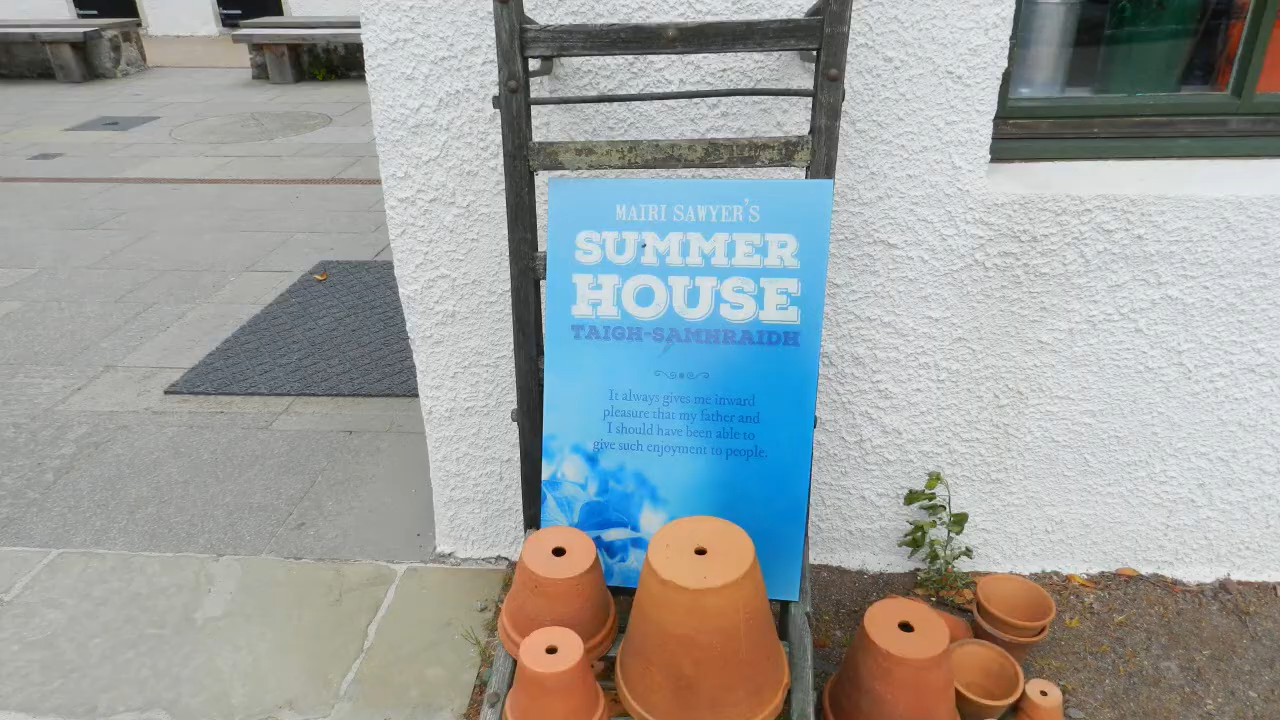 MAIRI SAWYER'S
SUMMER
HOUSE
TAIGH-SAMHRAIDH
It always gives me inward
pleasure that my father and
I should have been able to
give such enjoyment to people.